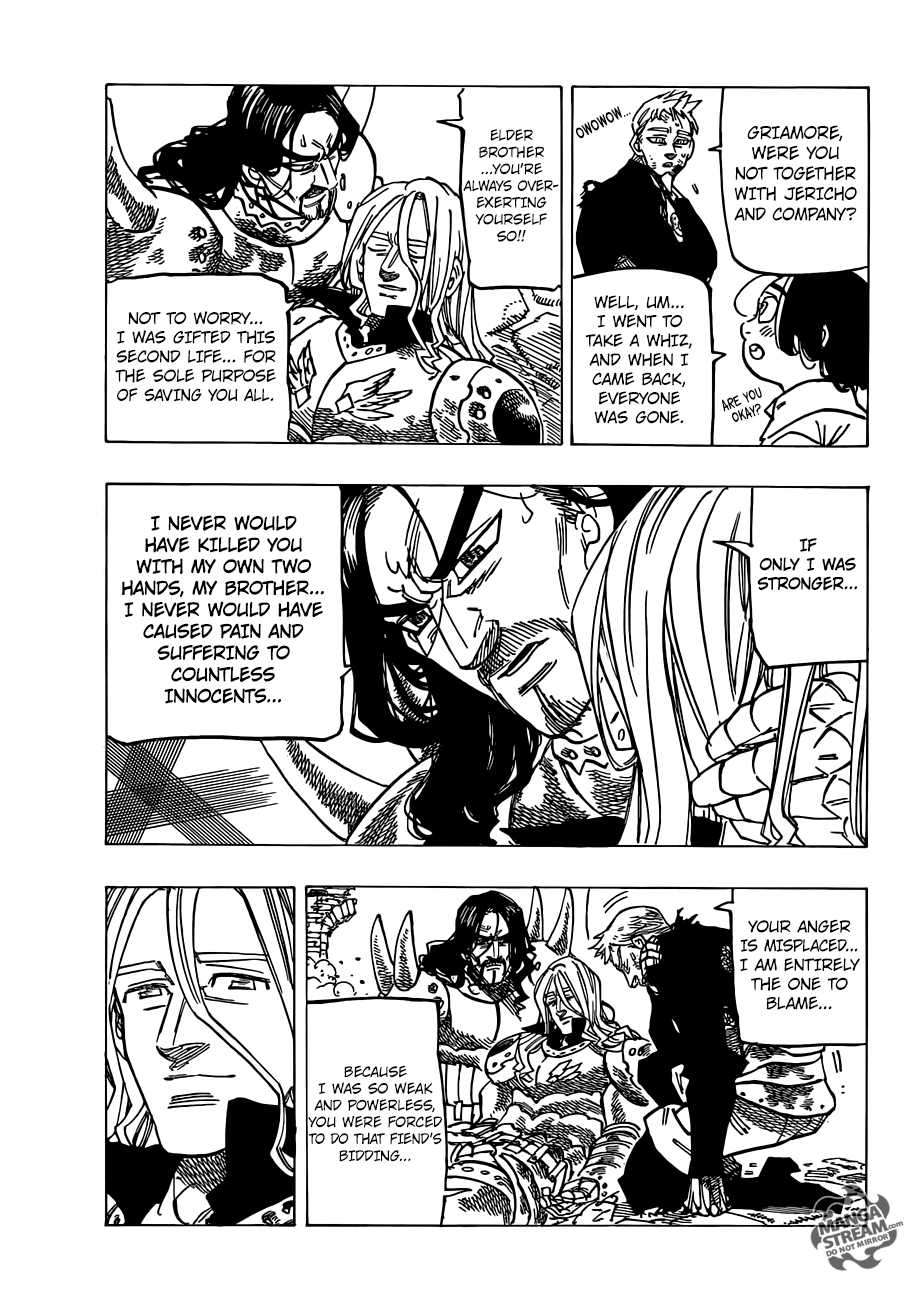 GRIAMORE,
WERE YOU
NOT TOGETHER
WITH JERICHO
AND COMPANY?
OWOWOW...
WELL, UM...
I WENT TO
TAKE A WHIZ,
AND WHEN I
CAME BACK,
EVERYONE
WAS GONE.
ARE YOU
OKAY?
ELDER
BROTHER
...YOU'RE
ALWAYS OVER-
EXERTING
YOURSELF
SO!!
NOT TO WORRY...
I WAS GIFTED THIS
SECOND LIFE... FOR
THE SOLE PURPOSE
OF SAVING YOU ALL.
IF
ONLY I WAS
STRONGER...
I NEVER WOULD
HAVE KILLED YOU
WITH MY OWN TWO
HANDS, MY BROTHER...
I NEVER WOULD HAVE
CAUSED PAIN AND
SUFFERING TO
COUNTLESS
INNOCENTS...
YOUR ANGER
IS MISPLACED...
I AM ENTIRELY
THE ONE TO
BLAME...
BECAUSE
I WAS SO WEAK
AND POWERLESS,
YOU WERE FORCED
TO DO THAT FIEND'S
BIDDING...
MANGA
STREAM.com
DO NOT MIRROR